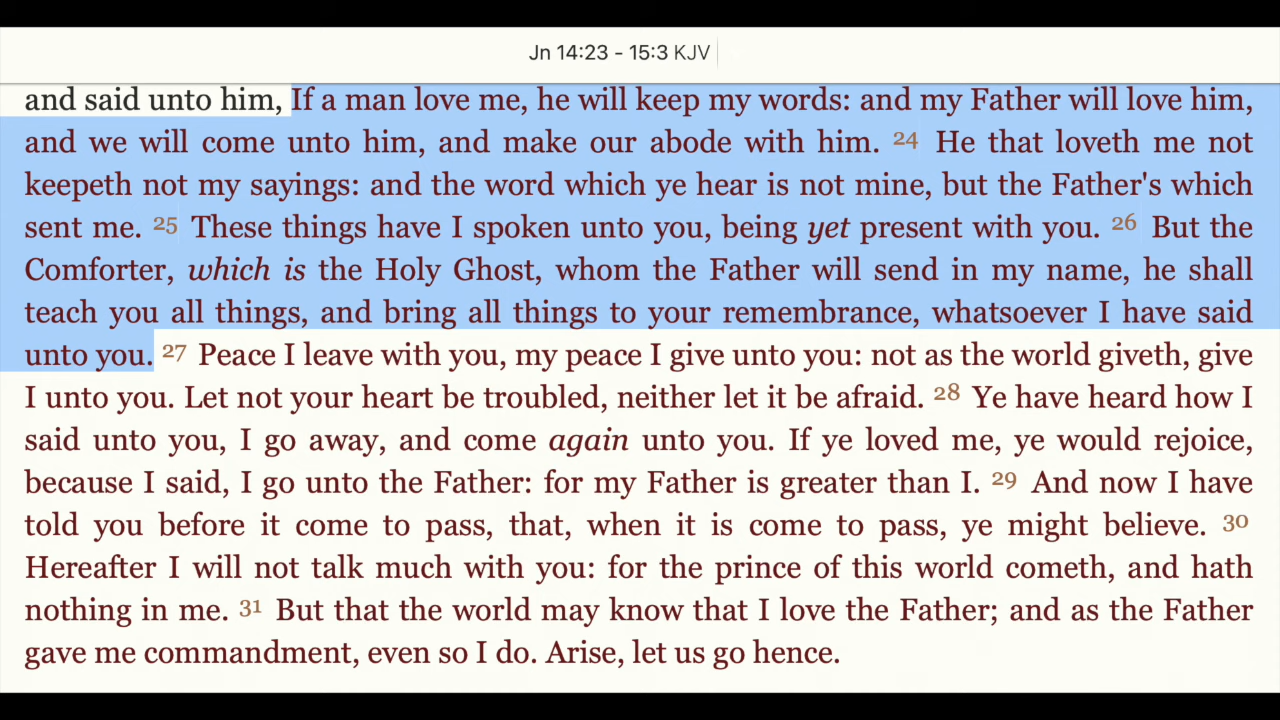 Jn 14:23 - 15:3 KJV
and said unto him, If a man love me, he will keep my words: and my Father will love him,
and we will come unto him, and make our abode with him. 24 He that loveth me not
keepeth not my sayings: and the word which ye hear is not mine, but the Father's which
sent me. 25 These things have I spoken unto you, being yet present with you. 26 But the
Comforter, which is the Holy Ghost, whom the Father will send in my name, he shall
teach you all things, and bring all things to your remembrance, whatsoever I have said
unto you. 27 Peace I leave with you, my peace I give unto you: not as the world giveth, give
I unto you. Let not your heart be troubled, neither let it be afraid. 28 Ye have heard how I
said unto you, I go away, and come again unto you. If ye loved me, ye would rejoice,
because I said, I go unto the Father: for my Father is greater than I. 29 And now I have
told you before it come to pass, that, when it is come to pass, ye might believe. 30
Hereafter I will not talk much with you: for the prince of this world cometh, and hath
nothing in me. 31 But that the world may know that I love the Father; and as the Father
gave me commandment, even so I do. Arise, let us go hence.